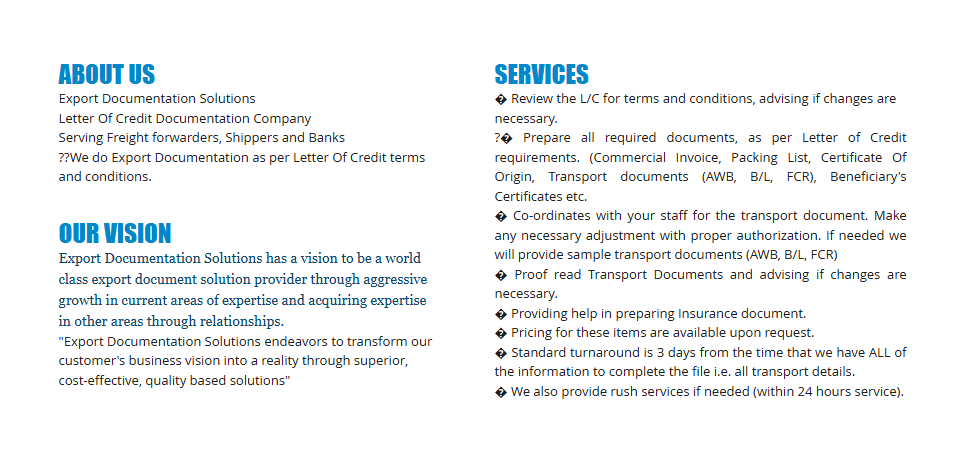 ABOUT US
Export Documentation Solutions
Letter Of Credit Documentation Company
Serving Freight forwarders, Shippers and Banks
??We do Export Documentation as per Letter Of Credit terms
and conditions.
OUR VISION
Export Documentation Solutions has a vision to be a world
class export document solution provider through aggressive
growth in current areas of expertise and acquiring expertise
in other areas through relationships.
"Export Documentation Solutions endeavors to transform our
customer's business vision into a reality through superior,
cost-effective, quality based solutions"
SERVICES
� Review the L/C for terms and conditions, advising if changes are
necessary.
?� Prepare all required documents, as per Letter of Credit
requirements. (Commercial Invoice, Packing List, Certificate Of
Origin, Transport documents (AWB, B/L, FCR), Beneficiary's
Certificates etc.
� Co-ordinates with your staff for the transport document. Make
any necessary adjustment with proper authorization. If needed we
will provide sample transport documents (AWB, B/L, FCR)
� Proof read Transport Documents and advising if changes are
necessary.
� Providing help in preparing Insurance document.
� Pricing for these items are available upon request.
� Standard turnaround is 3 days from the time that we have ALL of
the information to complete the file i.e. all transport details.
� We also provide rush services if needed (within 24 hours service).